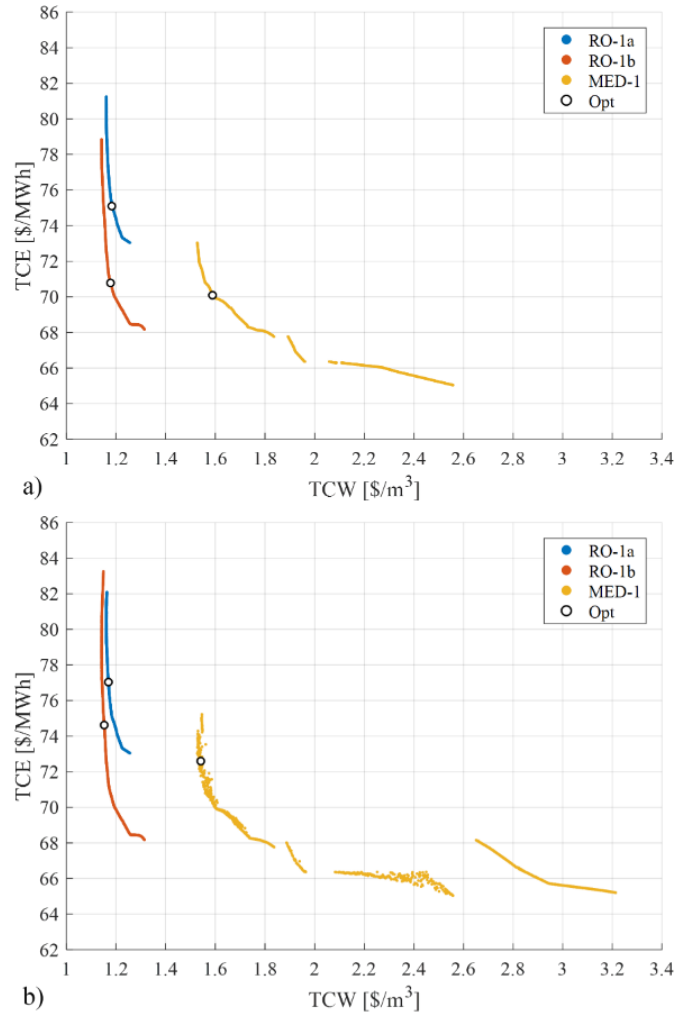 86
84
82
80
78
76
74
72
70
68
66
64
62
TCE [$/MWh]
RO-1a
RO-1b
MED-1
Opt
1 1.2 1.4 1.6 1.8 2 2.2 2.4 2.6 2.8 3 3.2 3.4
TCW [$/m³]
a)
86
84
82
80
78
76
74
72
70
68
66
64
62
TCE [$/MWh]
RO-1a
RO-1b
MED-1
Opt
1 1.2 1.4 1.6 1.8 2 2.2 2.4 2.6 2.8 3 3.2 3.4
TCW [$/m³]
b)